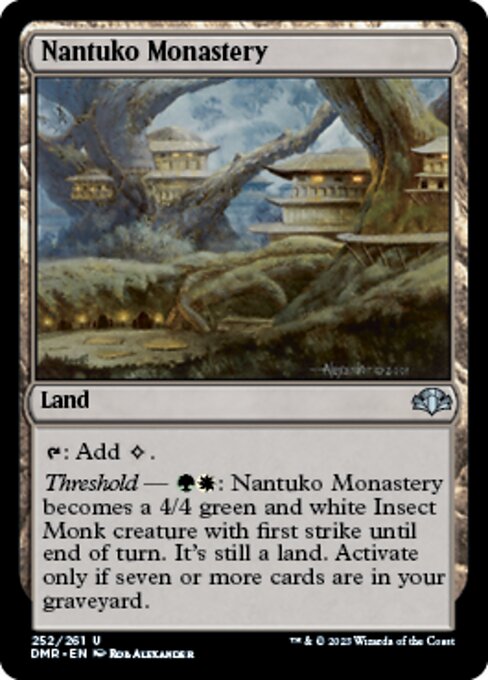 Nantuko Monastery
Alexander ©2001
Land
: Add .
Threshold — : Nantuko Monastery
becomes a 4/4 green and white Insect
Monk creature with first strike until
end of turn. It's still a land. Activate
only if seven or more cards are in your
graveyard.
252/261 U
™ & © 2023 Wizards of the Coast
DMR • EN Rob Alexander